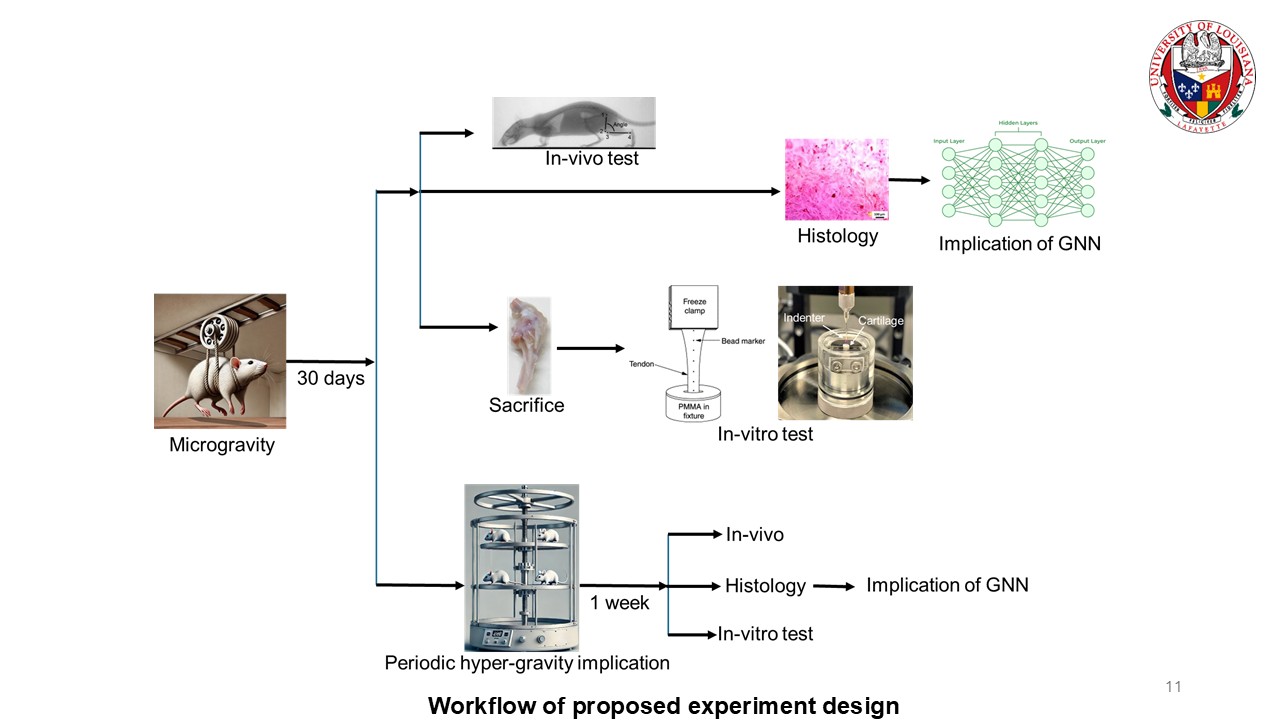 UNIVERSITY OF LOUISIANA
LAFAYETTE
Hidden Layers
Input Layer
Output Layer
Angle
3
4
In-vivo test
Histology
Implication of GNN
Freeze
clamp
Bead marker
Tendon
PMMA in
fixture
Indenter
Cartilage
Sacrifice
In-vitro test
30 days
Microgravity
In-vivo
Histology
Implication of GNN
1 week
In-vitro test
Periodic hyper-gravity implication
11
Workflow of proposed experiment design